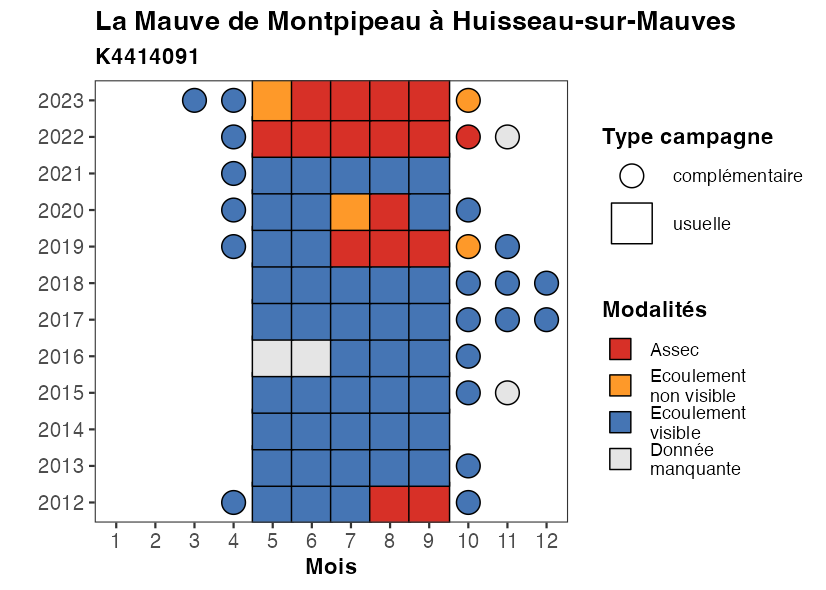 La Mauve de Montpipeau à Huisseau-sur-Mauves
K4414091
2023
2022
2021
2020
2019
2018
2017
2016
2015
2014
2013
2012
1 2 3 4 5 6 7 8 9 10 11 12
Mois
Type campagne
complémentaire
usuelle
Modalités
Assec
Ecoulement
non visible
Ecoulement
visible
Donnée
manquante